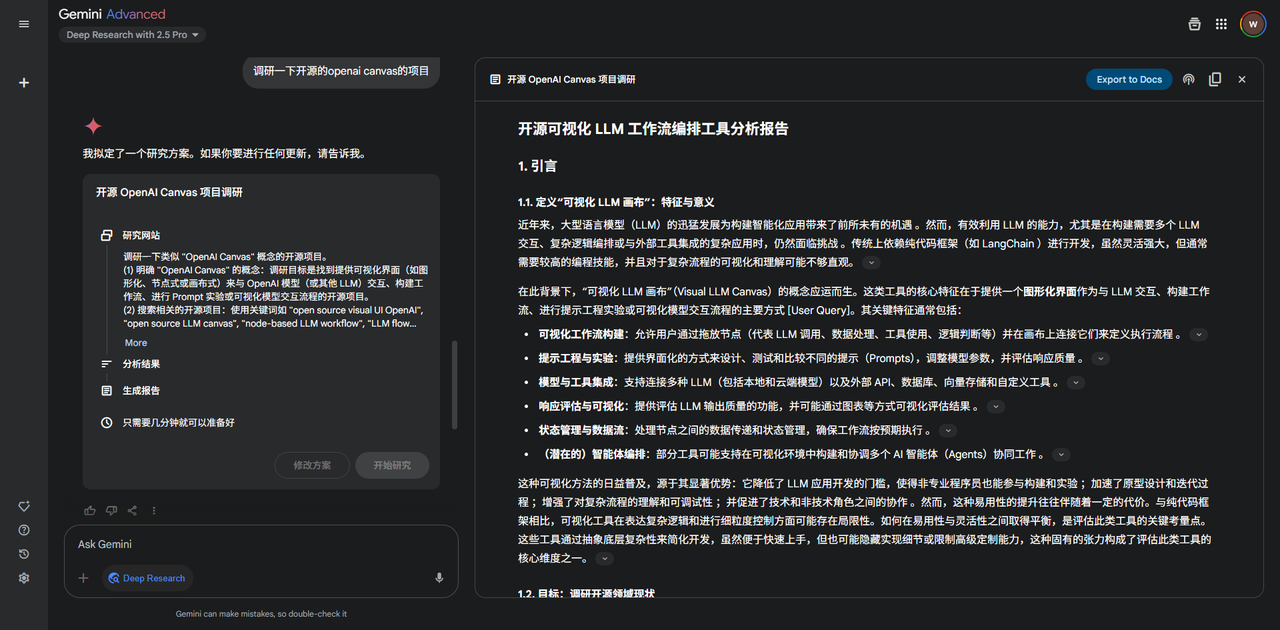 Gemini Advanced
Deep Research with 2.5 Pro
W
调研一下开源的openai canvas的项目
我拟定了一个研究方案。如果你要进行任何更新，请告诉我。
开源 OpenAI Canvas 项目调研
研究网站
调研一下类似 "OpenAI Canvas" 概念的开源项目。
(1) 明确 "OpenAI Canvas" 的概念：调研目标是找到提供可视化界面（如图
形化、节点式或画布式）来与 OpenAI 模型（或其他 LLM）交互、构建工
作流、进行 Prompt 实验或可视化模型交互流程的开源项目。
(2) 搜索相关的开源项目：使用关键词如 "open source visual UI OpenAI",
"open source LLM canvas", "node-based LLM workflow", "LLM flow...
More
分析结果
生成报告
只需要几分钟就可以准备好
修改方案
开始研究
Ask Gemini
Deep Research
Gemini can make mistakes, so double-check it
开源 OpenAI Canvas 项目调研
Export to Docs
开源可视化 LLM 工作流编排工具分析报告
1. 引言
1.1. 定义“可视化 LLM 画布”：特征与意义
近年来，大型语言模型（LLM）的迅猛发展为构建智能化应用带来了前所未有的机遇 。然而，有效利用 LLM 的能力，尤其是在构建需要多个 LLM
交互、复杂逻辑编排或与外部工具集成的复杂应用时，仍然面临挑战 。传统上依赖纯代码框架（如 LangChain ）进行开发，虽然灵活强大，但通常
需要较高的编程技能，并且对于复杂流程的可视化和理解可能不够直观。
在此背景下，“可视化 LLM 画布”（Visual LLM Canvas）的概念应运而生。这类工具的核心特征在于提供一个图形化界面作为与 LLM 交互、构建工作
流、进行提示工程实验或可视化模型交互流程的主要方式 [User Query]。其关键特征通常包括：
• 可视化工作流构建：允许用户通过拖放节点（代表 LLM 调用、数据处理、工具使用、逻辑判断等）并在画布上连接它们来定义执行流程 。
• 提示工程与实验：提供界面化的方式来设计、测试和比较不同的提示（Prompts），调整模型参数，并评估响应质量 。
• 模型与工具集成：支持连接多种 LLM（包括本地和云端模型）以及外部 API、数据库、向量存储和自定义工具 。
• 响应评估与可视化：提供评估 LLM 输出质量的功能，并可能通过图表等方式可视化评估结果 。
• 状态管理与数据流：处理节点之间的数据传递和状态管理，确保工作流按预期执行 。
• （潜在的）智能体编排：部分工具可能支持在可视化环境中构建和协调多个 AI 智能体（Agents）协同工作 。
这种可视化方法的日益普及，源于其显著优势：它降低了 LLM 应用开发的门槛，使得非专业程序员也能参与构建和实验 ；加速了原型设计和迭代过
程 ；增强了对复杂流程的理解和可调试性 ；并促进了技术和非技术角色之间的协作 。然而，这种易用性的提升往往伴随着一定的代价。与纯代码框
架相比，可视化工具在表达复杂逻辑和进行细粒度控制方面可能存在局限性。如何在易用性与灵活性之间取得平衡，是评估此类工具的关键考量点。
这些工具通过抽象底层复杂性来简化开发，虽然便于快速上手，但也可能隐藏实现细节或限制高级定制能力，这种固有的张力构成了评估此类工具的
核心维度之一。
1.2. 目标：调研开源领域现状